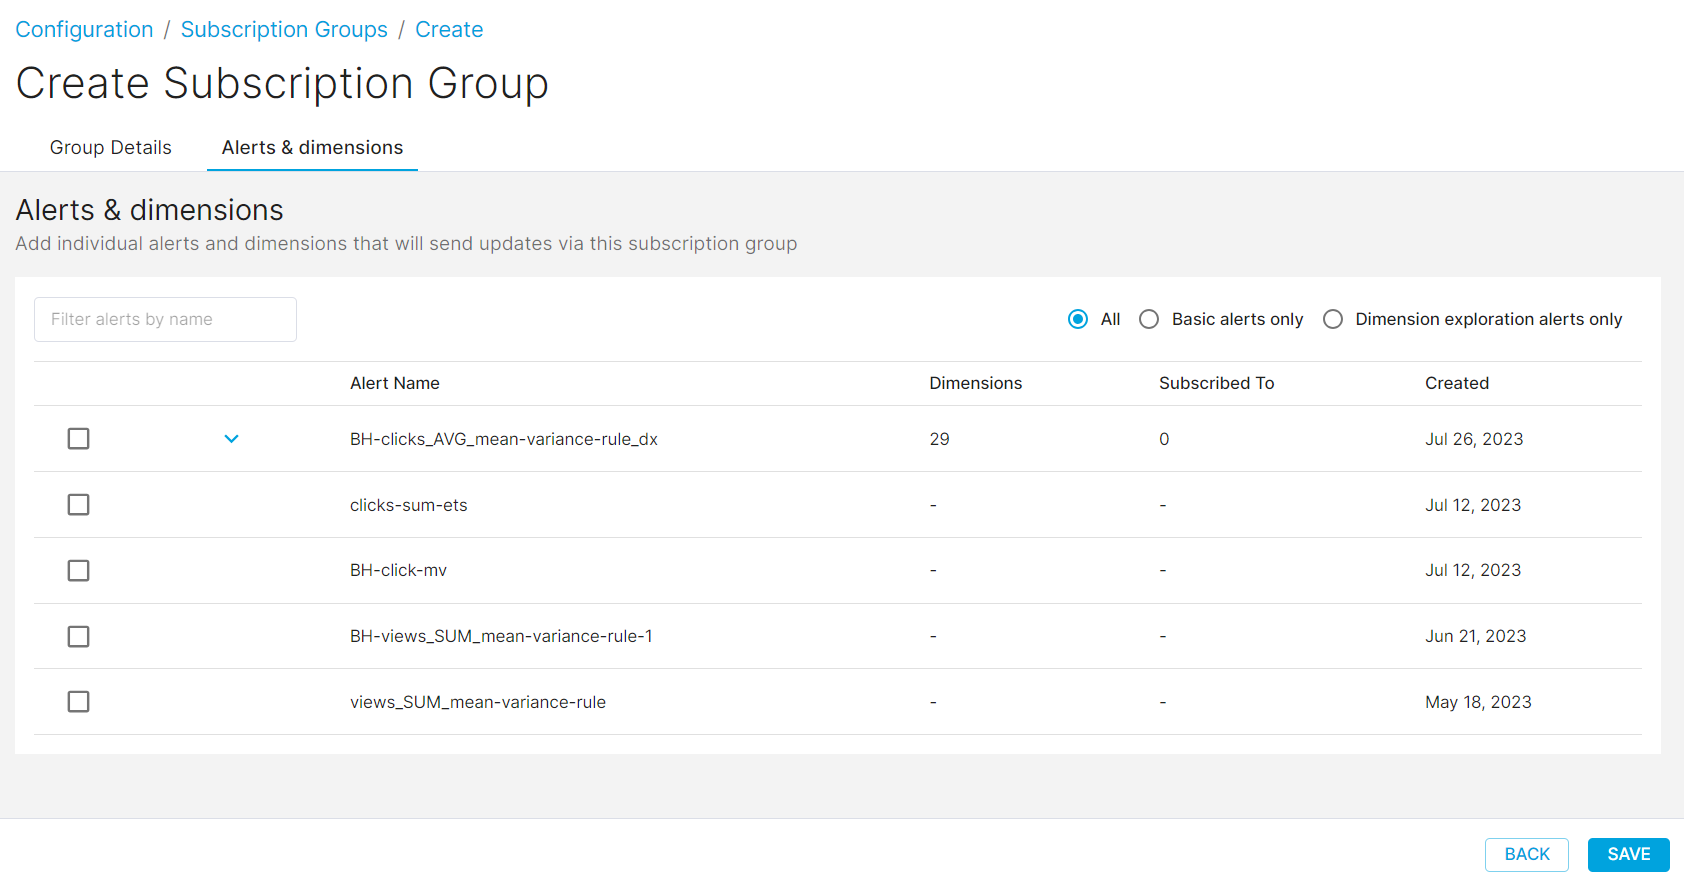 Configuration / Subscription Groups / Create
Create Subscription Group
Group Details Alerts & dimensions
Alerts & dimensions
Add individual alerts and dimensions that will send updates via this subscription group
Filter alerts by name All Basic alerts only Dimension exploration alerts only
Alert Name Dimensions Subscribed To Created
BH-clicks_AVG_mean-variance-rule_dx 29 0 Jul 26, 2023
clicks-sum-ets - - Jul 12, 2023
BH-click-mv - - Jul 12, 2023
BH-views_SUM_mean-variance-rule-1 - - Jun 21, 2023
views_SUM_mean-variance-rule - - May 18, 2023
BACK SAVE